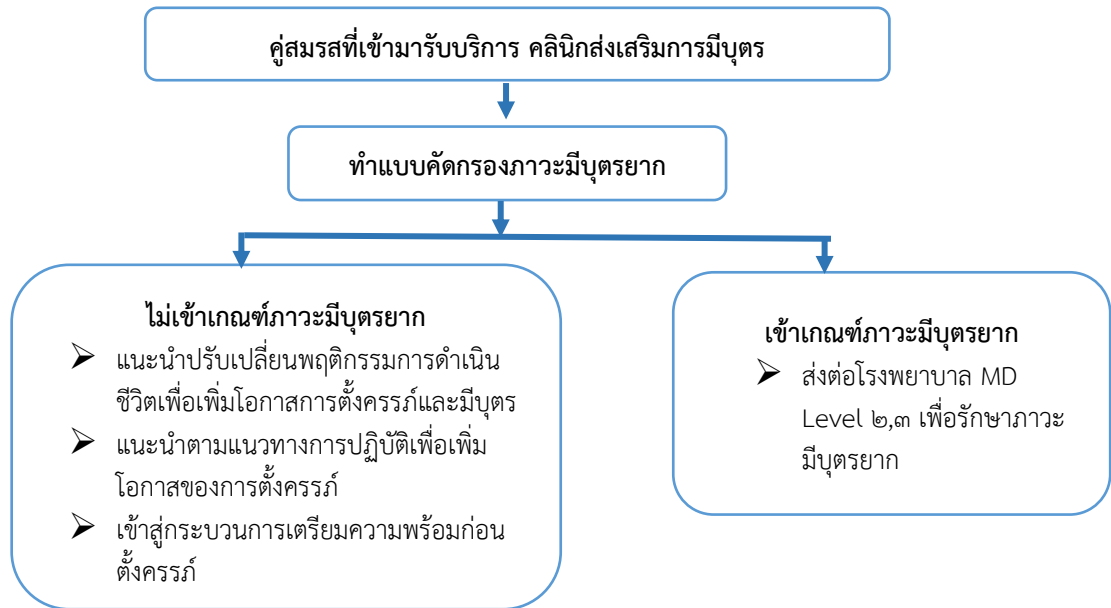 คู่สมรสที่เข้ามารับบริการ คลินิกส่งเสริมการมีบุตร
ทำแบบคัดกรองภาวะมีบุตรยาก
ไม่เข้าเกณฑ์ภาวะมีบุตรยาก
➢ แนะนำปรับเปลี่ยนพฤติกรรมการดำเนิน
ชีวิตเพื่อเพิ่มโอกาสการตั้งครรภ์และมีบุตร
➢ แนะนำตามแนวทางการปฏิบัติเพื่อเพิ่ม
โอกาสของการตั้งครรภ์
➢ เข้าสู่กระบวนการเตรียมความพร้อมก่อน
ตั้งครรภ์
เข้าเกณฑ์ภาวะมีบุตรยาก
➢ ส่งต่อโรงพยาบาล MD
Level ๒,๓ เพื่อรักษาภาวะ
มีบุตรยาก